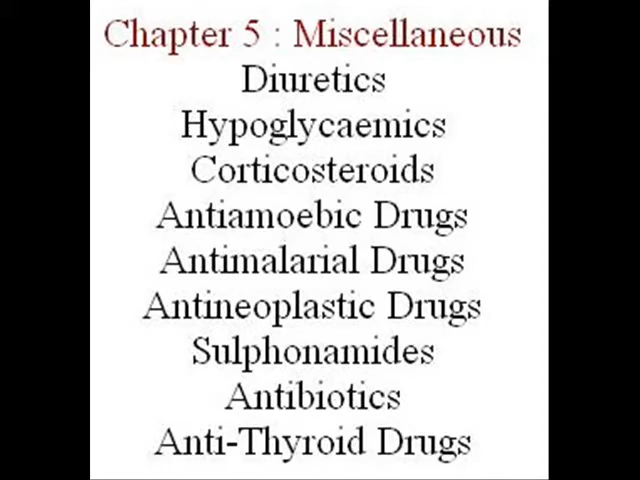 Chapter 5 : Miscellaneous
Diuretics
Hypoglycaemics
Corticosteroids
Antiamoebic Drugs
Antimalarial Drugs
Antineoplastic Drugs
Sulphonamides
Antibiotics
Anti-Thyroid Drugs